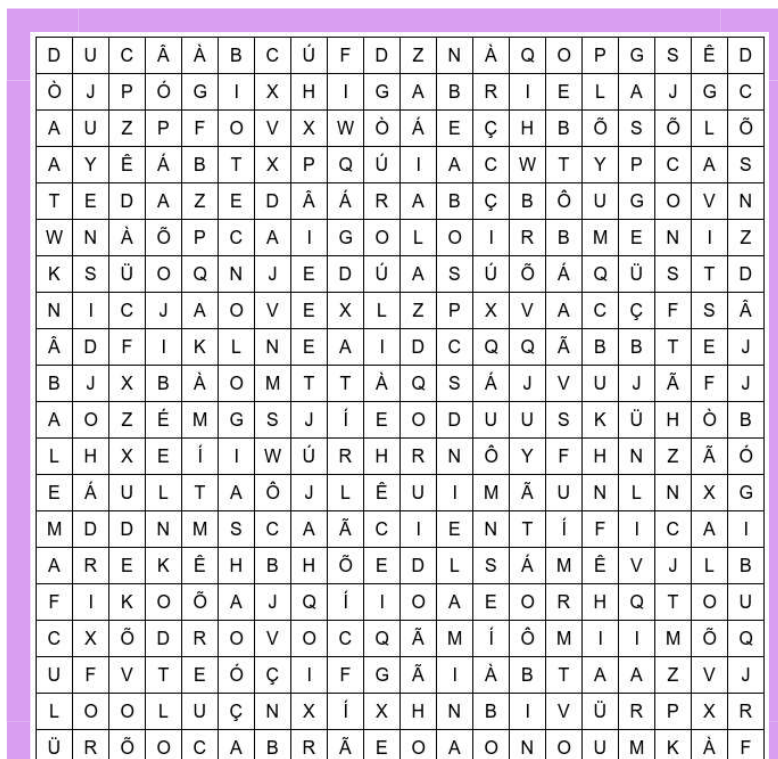 D U C Â À B C Ú F D Z N À Q O P G S Ê D
Ò J P Ó G I X H I G A B R I E L A J G C
A U Z P F O V X W Ò Á E Ç H B Õ S Õ L Õ
A Y Ê Á B T X P Q Ú I A C W T Y P C A S
T E D A Z E D Â Á R A B Ç B Ô U G O V N
W N À Õ P C A I G O L O I R B M E N I Z
K S Ü O Q N J E D Ú A S Ú Õ Á Q Ü S T D
N I C J A O V E X L Z P X V A C Ç F S Â
Â D F I K L N E A I D C Q Q Ã B B T E J
B J X B À O M T T À Q S Á J V U J Ã F J
A O Z É M G S J Í E O D U U S K Ü H Ò B
L H X E Í I W Ú R H R N Ô Y F H N Z Ã Ó
E Á U L T A Ô J L Ê U I M Ã U N L N X G
M D D N M S C A Ã C I E N T Í F I C A I
A R E K Ê H B H Õ E D L S Á M Ê V J L B
F I K O Õ A J Q Í I O A E O R H Q T O U
C X Õ D R O V O C Q Ã M Í Ô M I I M Õ Q
U F V T E Ó Ç I F G Ã I À B T A A Z V J
L O O L U Ç N X Í X H N B I V Ü R P X R
Ü R Õ O C A B R Ã E O A O N O U M K À F